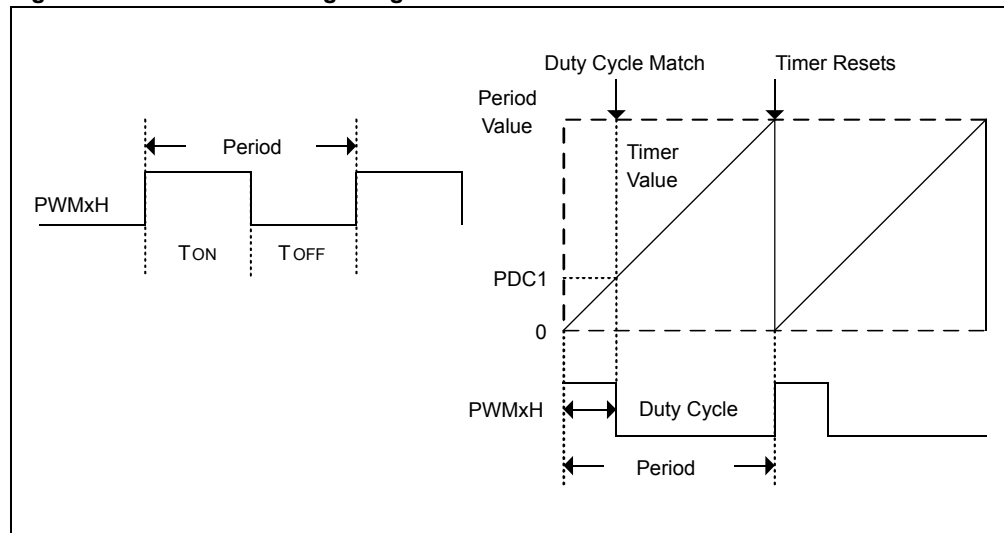 Period
PWMxH
TON
TOFF
Duty Cycle Match
Timer Resets
Period
Value
Timer
Value
PDC1
0
PWMxH
Duty Cycle
Period